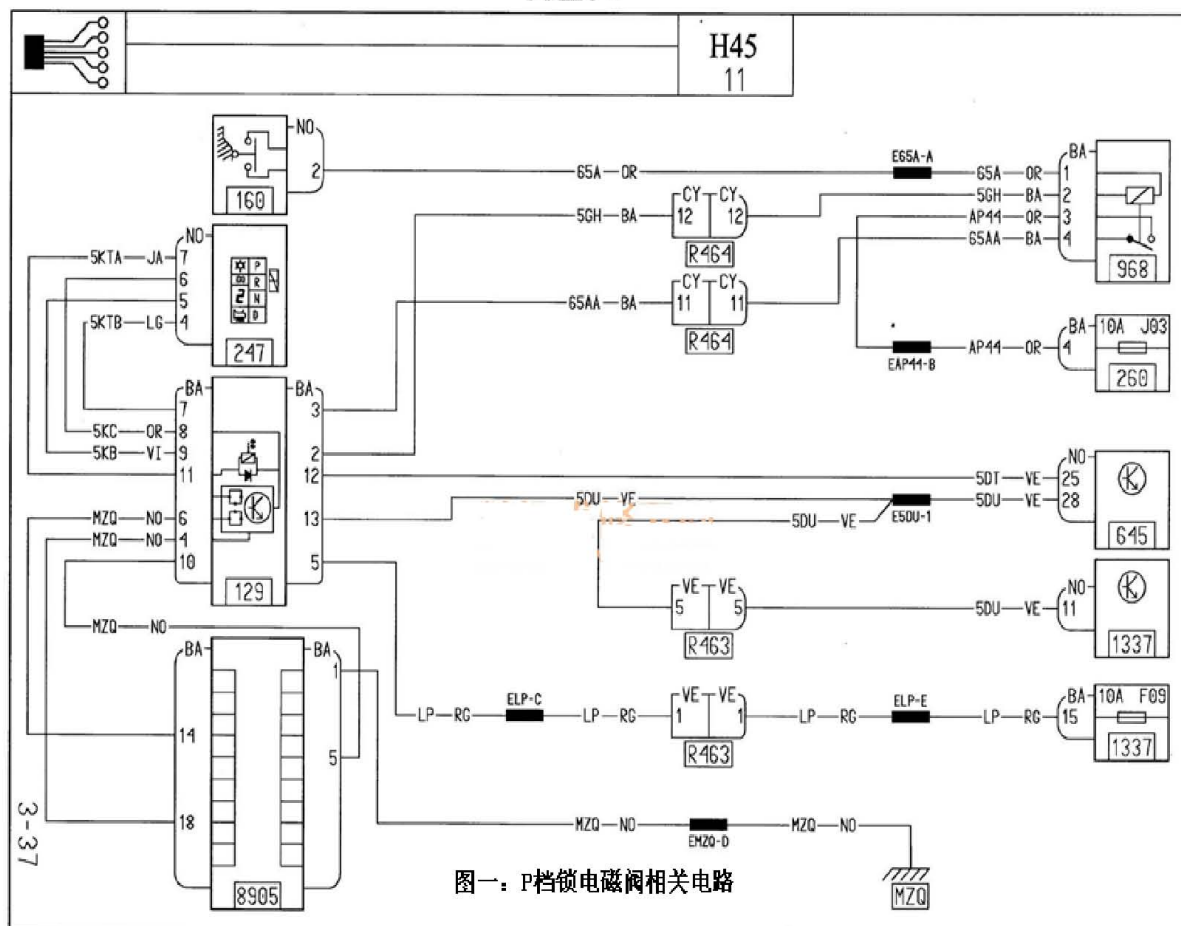 H45
11
NO
2
160
65A OR
E65A-A
65A OR
BA
1
5GH BA
CY CY
12 12
R464
5GH BA
2
AP44 OR
3
65AA BA
4
968
NO
5KTA JA
7
6
5
5KTB LG
4
P
R
2 N
D
247
65AA BA
CY CY
11 11
R464
EAP44-B
AP44 OR
BA
4
10A J03
260
BA
7
5KC OR
8
5KB VI
9
11
MZQ NO
6
MZQ NO
4
10
129
BA
3
2
12
13
5
5DT VE
NO
25
5DU VE
E5DU-1
5DU VE
28
645
5DU VE
VE VE
5 5
R463
5DU VE
NO
11
1337
MZQ NO
BA
14
18
8905
BA
1
5
LP RG
ELP-C
LP RG
VE VE
1 1
R463
LP RG
ELP-E
LP RG
BA
15
10A F09
1337
MZQ NO
EMZQ-D
MZQ NO
MZQ
3-37
图一：P档锁电磁阀相关电路